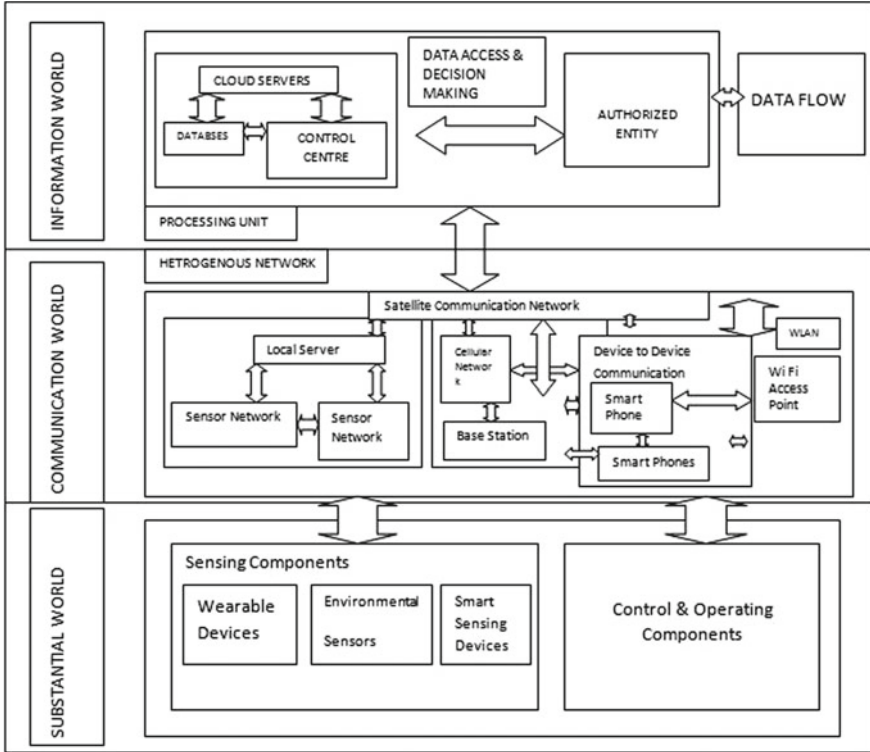 INFORMATION WORLD
CLOUD SERVERS
DATABSES
CONTROL
CENTRE
DATA ACCESS &
DECISION
MAKING
AUTHORIZED
ENTITY
DATA FLOW
PROCESSING UNIT
COMMUNICATION WORLD
HETROGENOUS NETWORK
Satellite Communication Network
Local Server
Sensor Network
Sensor
Network
Cellular
Networ
k
Base Station
Device to Device
Communication
Smart
Phone
Smart Phones
WLAN
Wi Fi
Access
Point
SUBSTANTIAL WORLD
Sensing Components
Wearable
Devices
Environmental
Sensors
Smart
Sensing
Devices
Control & Operating
Components